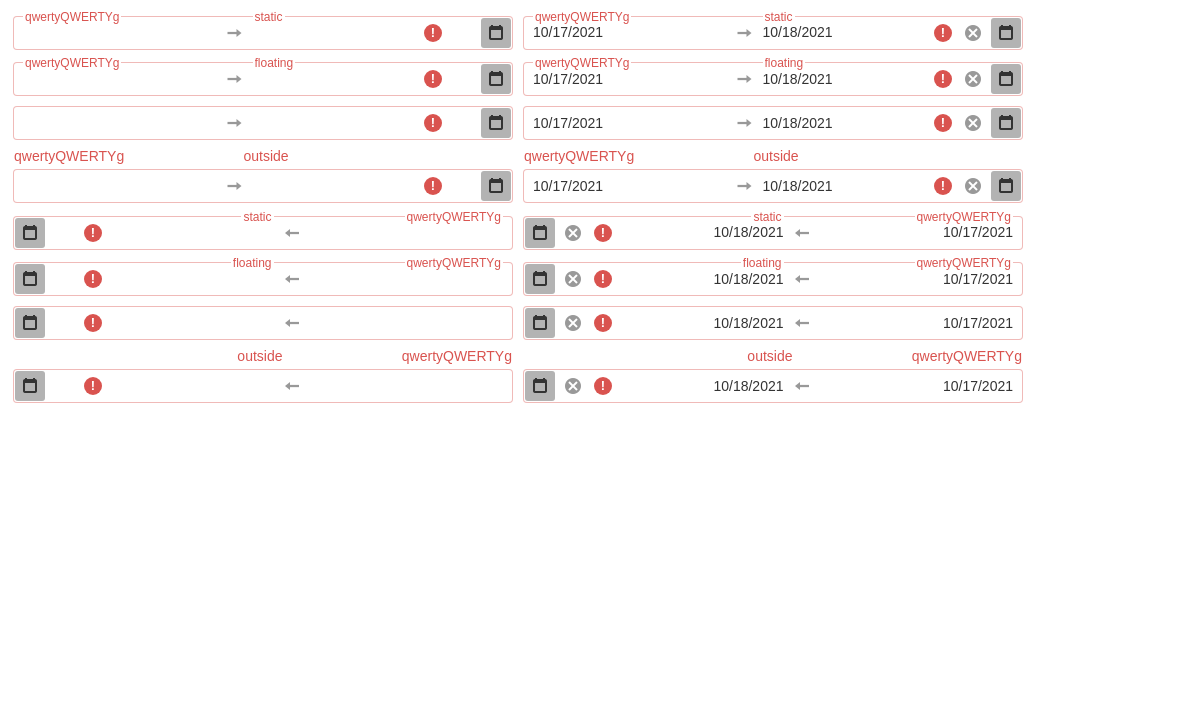 qwertyQWERTYg static qwertyQWERTYg static
10/17/2021 10/18/2021
qwertyQWERTYg floating qwertyQWERTYg floating
10/17/2021 10/18/2021
10/17/2021 10/18/2021
qwertyQWERTYg outside qwertyQWERTYg outside
10/17/2021 10/18/2021
static qwertyQWERTYg static qwertyQWERTYg
10/18/2021 10/17/2021
floating qwertyQWERTYg floating qwertyQWERTYg
10/18/2021 10/17/2021
10/18/2021 10/17/2021
outside qwertyQWERTYg outside qwertyQWERTYg
10/18/2021 10/17/2021